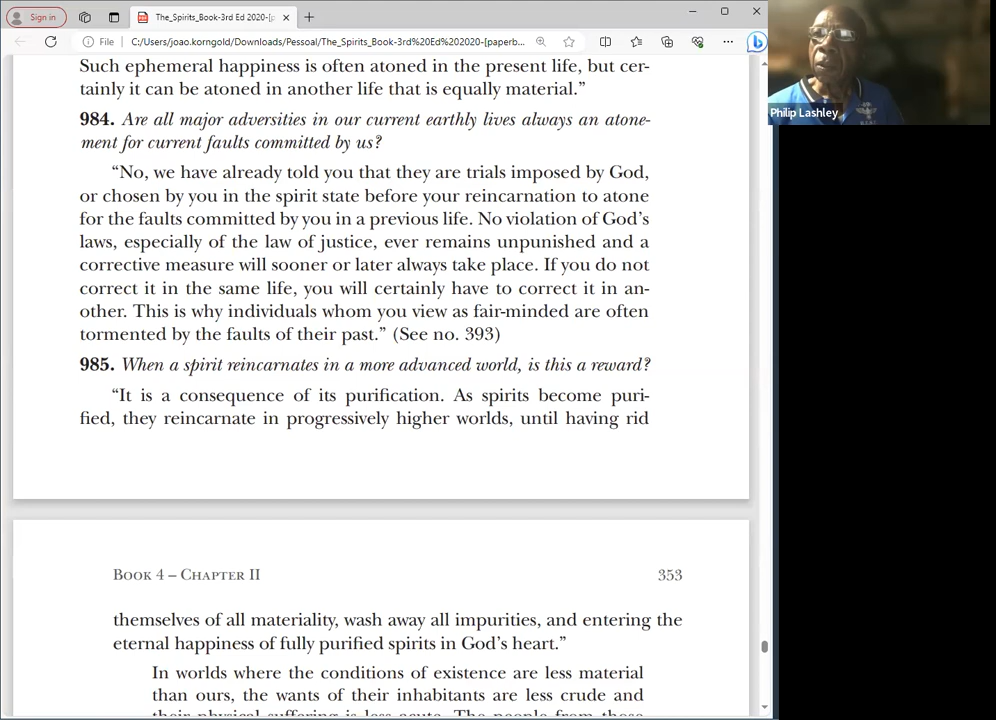 Sign in
The_Spirits_Book-3rd Ed 2020-[p
File
C:/Users/joao.korngold/Downloads/Pessoal/The_Spirits_Book-3rd%20Ed%202020-[paperb...
Philip Lashley
Such ephemeral happiness is often atoned in the present life, but cer-
tainly it can be atoned in another life that is equally material.”
984. Are all major adversities in our current earthly lives always an atone-
ment for current faults committed by us?
“No, we have already told you that they are trials imposed by God,
or chosen by you in the spirit state before your reincarnation to atone
for the faults committed by you in a previous life. No violation of God’s
laws, especially of the law of justice, ever remains unpunished and a
corrective measure will sooner or later always take place. If you do not
correct it in the same life, you will certainly have to correct it in an-
other. This is why individuals whom you view as fair-minded are often
tormented by the faults of their past.” (See no. 393)
985. When a spirit reincarnates in a more advanced world, is this a reward?
“It is a consequence of its purification. As spirits become puri-
fied, they reincarnate in progressively higher worlds, until having rid
BOOK 4 – CHAPTER II 353
themselves of all materiality, wash away all impurities, and entering the
eternal happiness of fully purified spirits in God’s heart.”
In worlds where the conditions of existence are less material
than ours, the wants of their inhabitants are less crude and
their physical suffering is less acute. The people from those